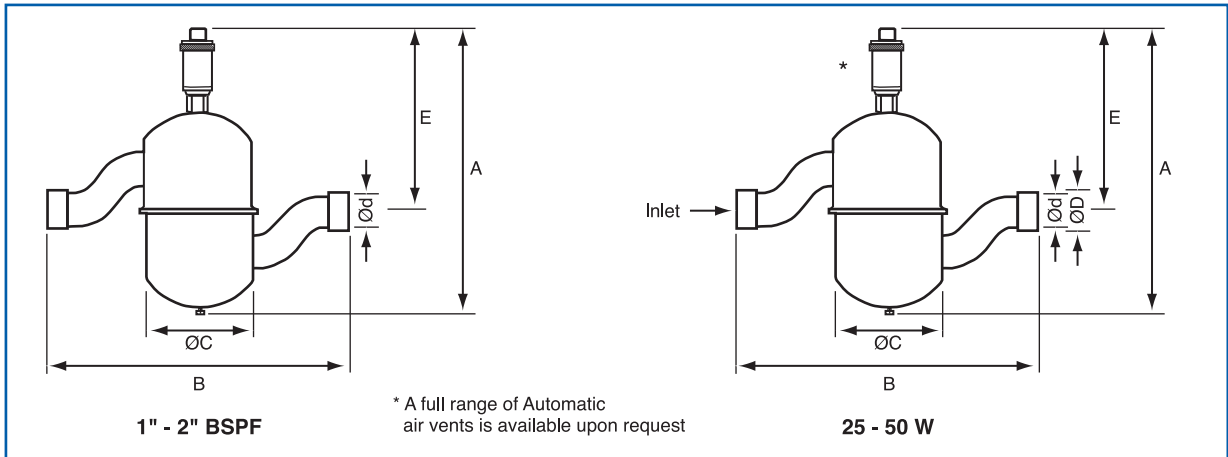 E
A
Ød
ØC
B
1" - 2" BSPF
* A full range of Automatic
air vents is available upon request
*
E
A
Inlet
Ød
ØD
ØC
B
25 - 50 W